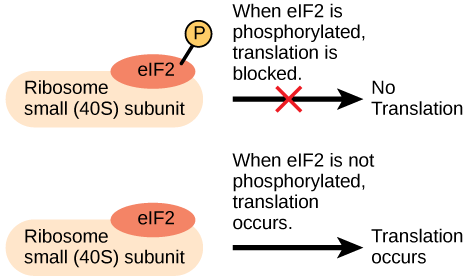 P
eIF2
Ribosome
small (40S) subunit
When eIF2 is
phosphorylated,
translation is
blocked.
No
Translation
eIF2
Ribosome
small (40S) subunit
When eIF2 is not
phosphorylated,
translation
occurs.
Translation
occurs